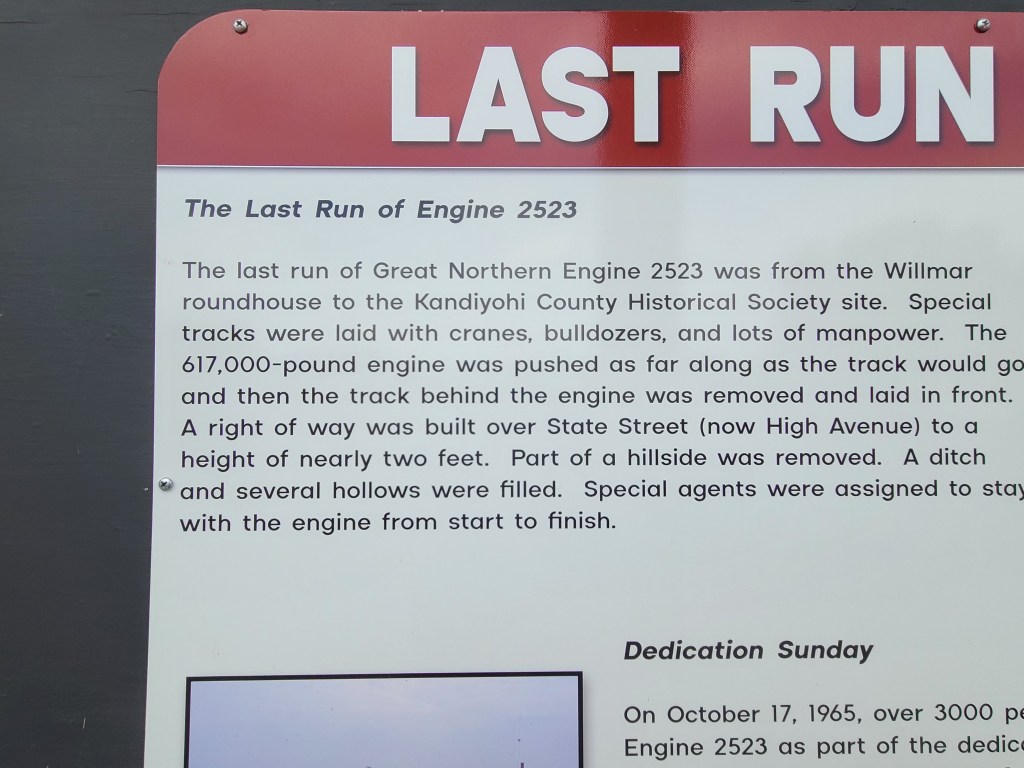 LAST RUN
The Last Run of Engine 2523
The last run of Great Northern Engine 2523 was from the Willmar
roundhouse to the Kandiyohi County Historical Society site.  Special
tracks were laid with cranes, bulldozers, and lots of manpower.  The
617,000-pound engine was pushed as far along as the track would go
and then the track behind the engine was removed and laid in front.
A right of way was built over State Street (now High Avenue) to a
height of nearly two feet.  Part of a hillside was removed.  A ditch
and several hollows were filled.  Special agents were assigned to stay
with the engine from start to finish.
Dedication Sunday
On October 17, 1965, over 3000 pe
Engine 2523 as part of the dedic